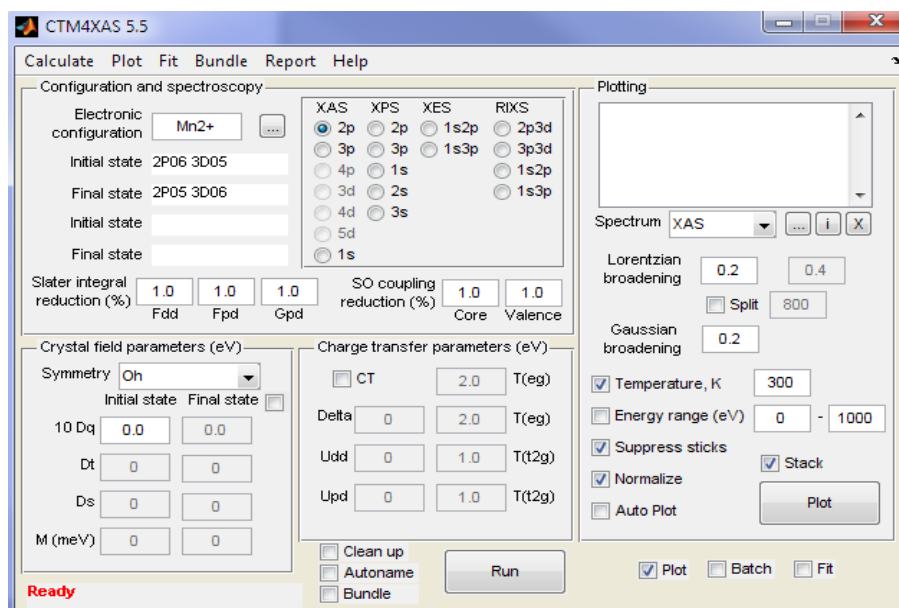 CTM4XAS 5.5
Calculate Plot Fit Bundle Report Help
Configuration and spectroscopy
Electronic configuration Mn2+ ...
Initial state 2P06 3D05
Final state 2P05 3D06
Initial state
Final state
XAS XPS XES RIXS
2p 2p 1s2p 2p3d
3p 3p 1s3p 3p3d
4p 1s 1s2p
3d 2s 1s3p
4d 3s
5d
1s
Slater integral reduction (%) 1.0 1.0 1.0
Fdd Fpd Gpd
SO coupling reduction (%) 1.0 1.0
Core Valence
Crystal field parameters (eV)
Symmetry Oh
Initial state Final state
10 Dq 0.0 0.0
Dt 0 0
Ds 0 0
M (meV) 0 0
Ready
Charge transfer parameters (eV)
CT 2.0 T(eg)
Delta 0 2.0 T(eg)
Udd 0 1.0 T(t2g)
Upd 0 1.0 T(t2g)
Clean up
Autoname
Bundle
Run
Plotting
Spectrum XAS ... i X
Lorentzian broadening 0.2 0.4
Split 800
Gaussian broadening 0.2
Temperature, K 300
Energy range (eV) 0 - 1000
Suppress sticks
Stack
Normalize
Auto Plot
Plot
Plot Batch Fit